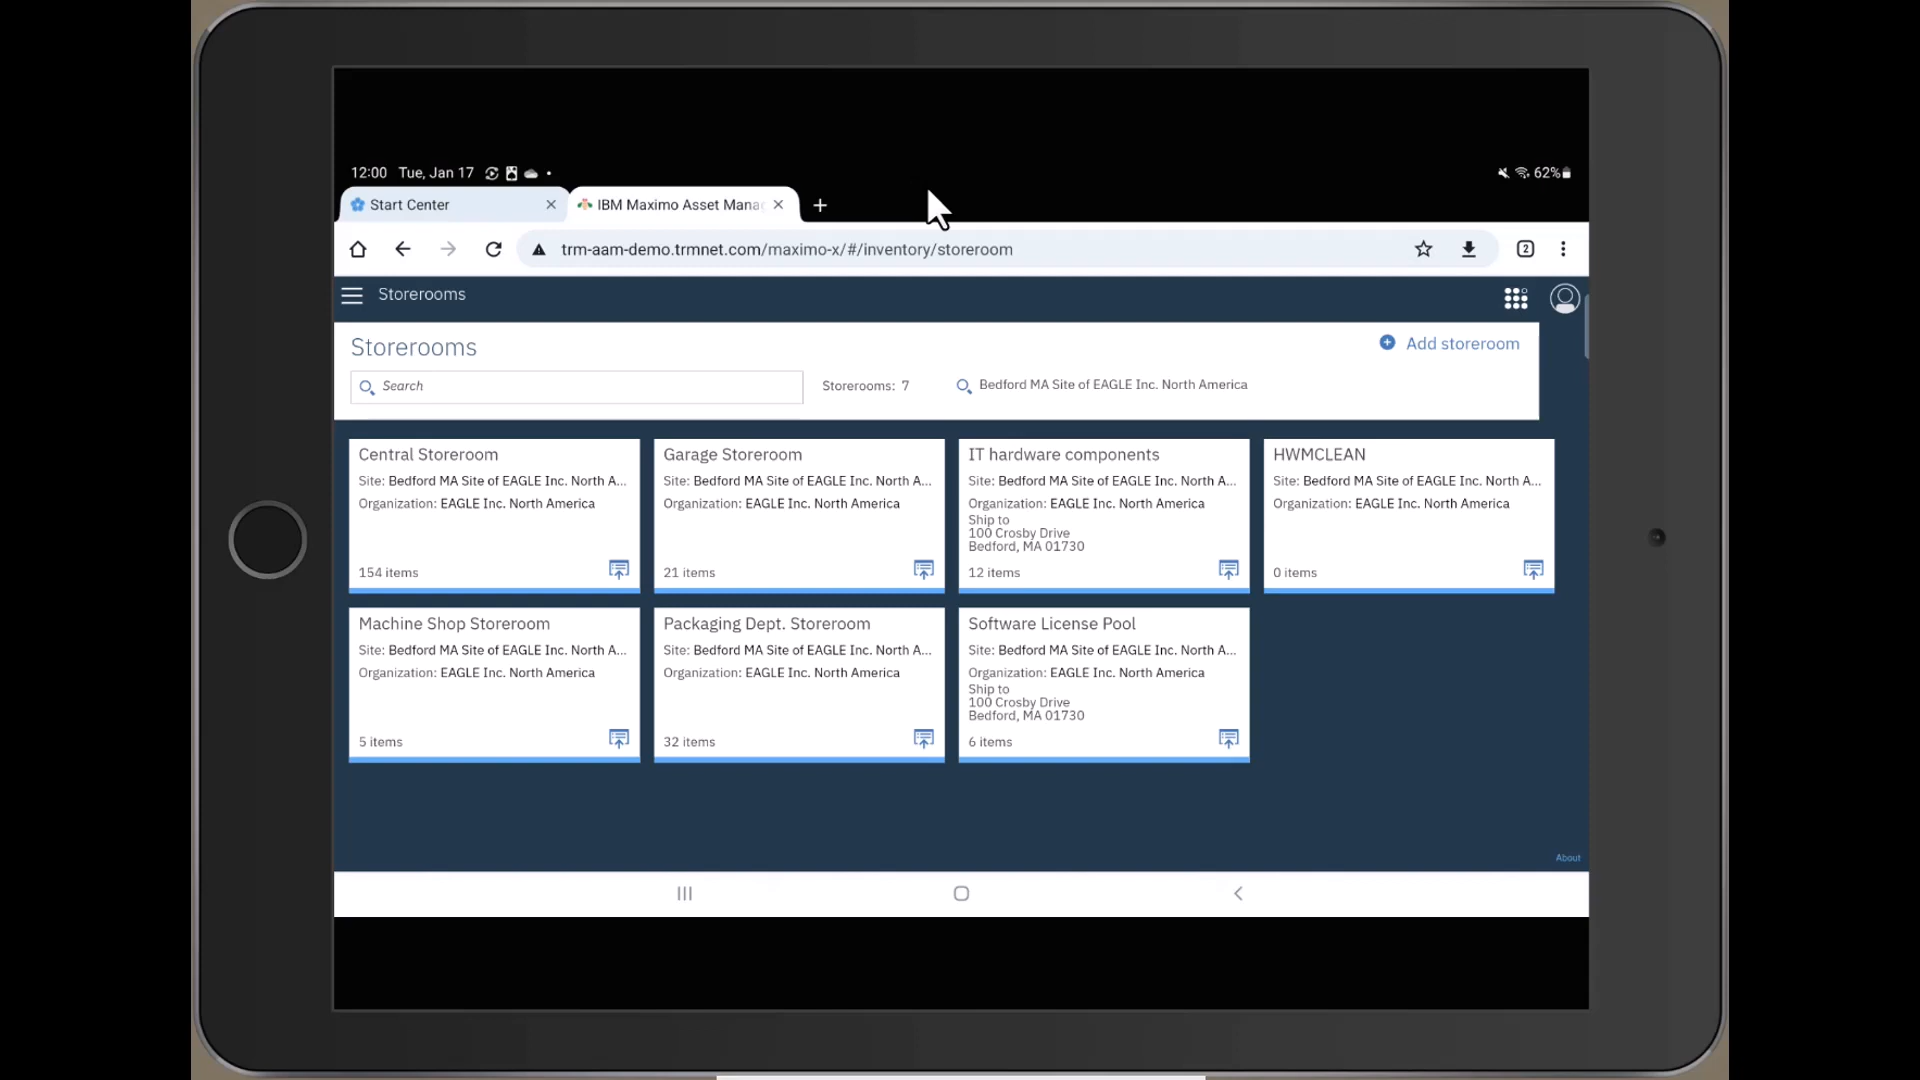 12:00 Tue, Jan 17
62%
Start Center
IBM Maximo Asset Mana
trm-aam-demo.trmnet.com/maximo-x/#/inventory/storeroom
2
Storerooms
Storerooms
Add storeroom
Search
Storerooms: 7
Bedford MA Site of EAGLE Inc. North America
Central Storeroom
Site: Bedford MA Site of EAGLE Inc. North A...
Organization: EAGLE Inc. North America
154 items
Garage Storeroom
Site: Bedford MA Site of EAGLE Inc. North A...
Organization: EAGLE Inc. North America
21 items
IT hardware components
Site: Bedford MA Site of EAGLE Inc. North A...
Organization: EAGLE Inc. North America
Ship to
100 Crosby Drive
Bedford, MA 01730
12 items
HWMCLEAN
Site: Bedford MA Site of EAGLE Inc. North A...
Organization: EAGLE Inc. North America
0 items
Machine Shop Storeroom
Site: Bedford MA Site of EAGLE Inc. North A...
Organization: EAGLE Inc. North America
5 items
Packaging Dept. Storeroom
Site: Bedford MA Site of EAGLE Inc. North A...
Organization: EAGLE Inc. North America
32 items
Software License Pool
Site: Bedford MA Site of EAGLE Inc. North A...
Organization: EAGLE Inc. North America
Ship to
100 Crosby Drive
Bedford, MA 01730
6 items
About